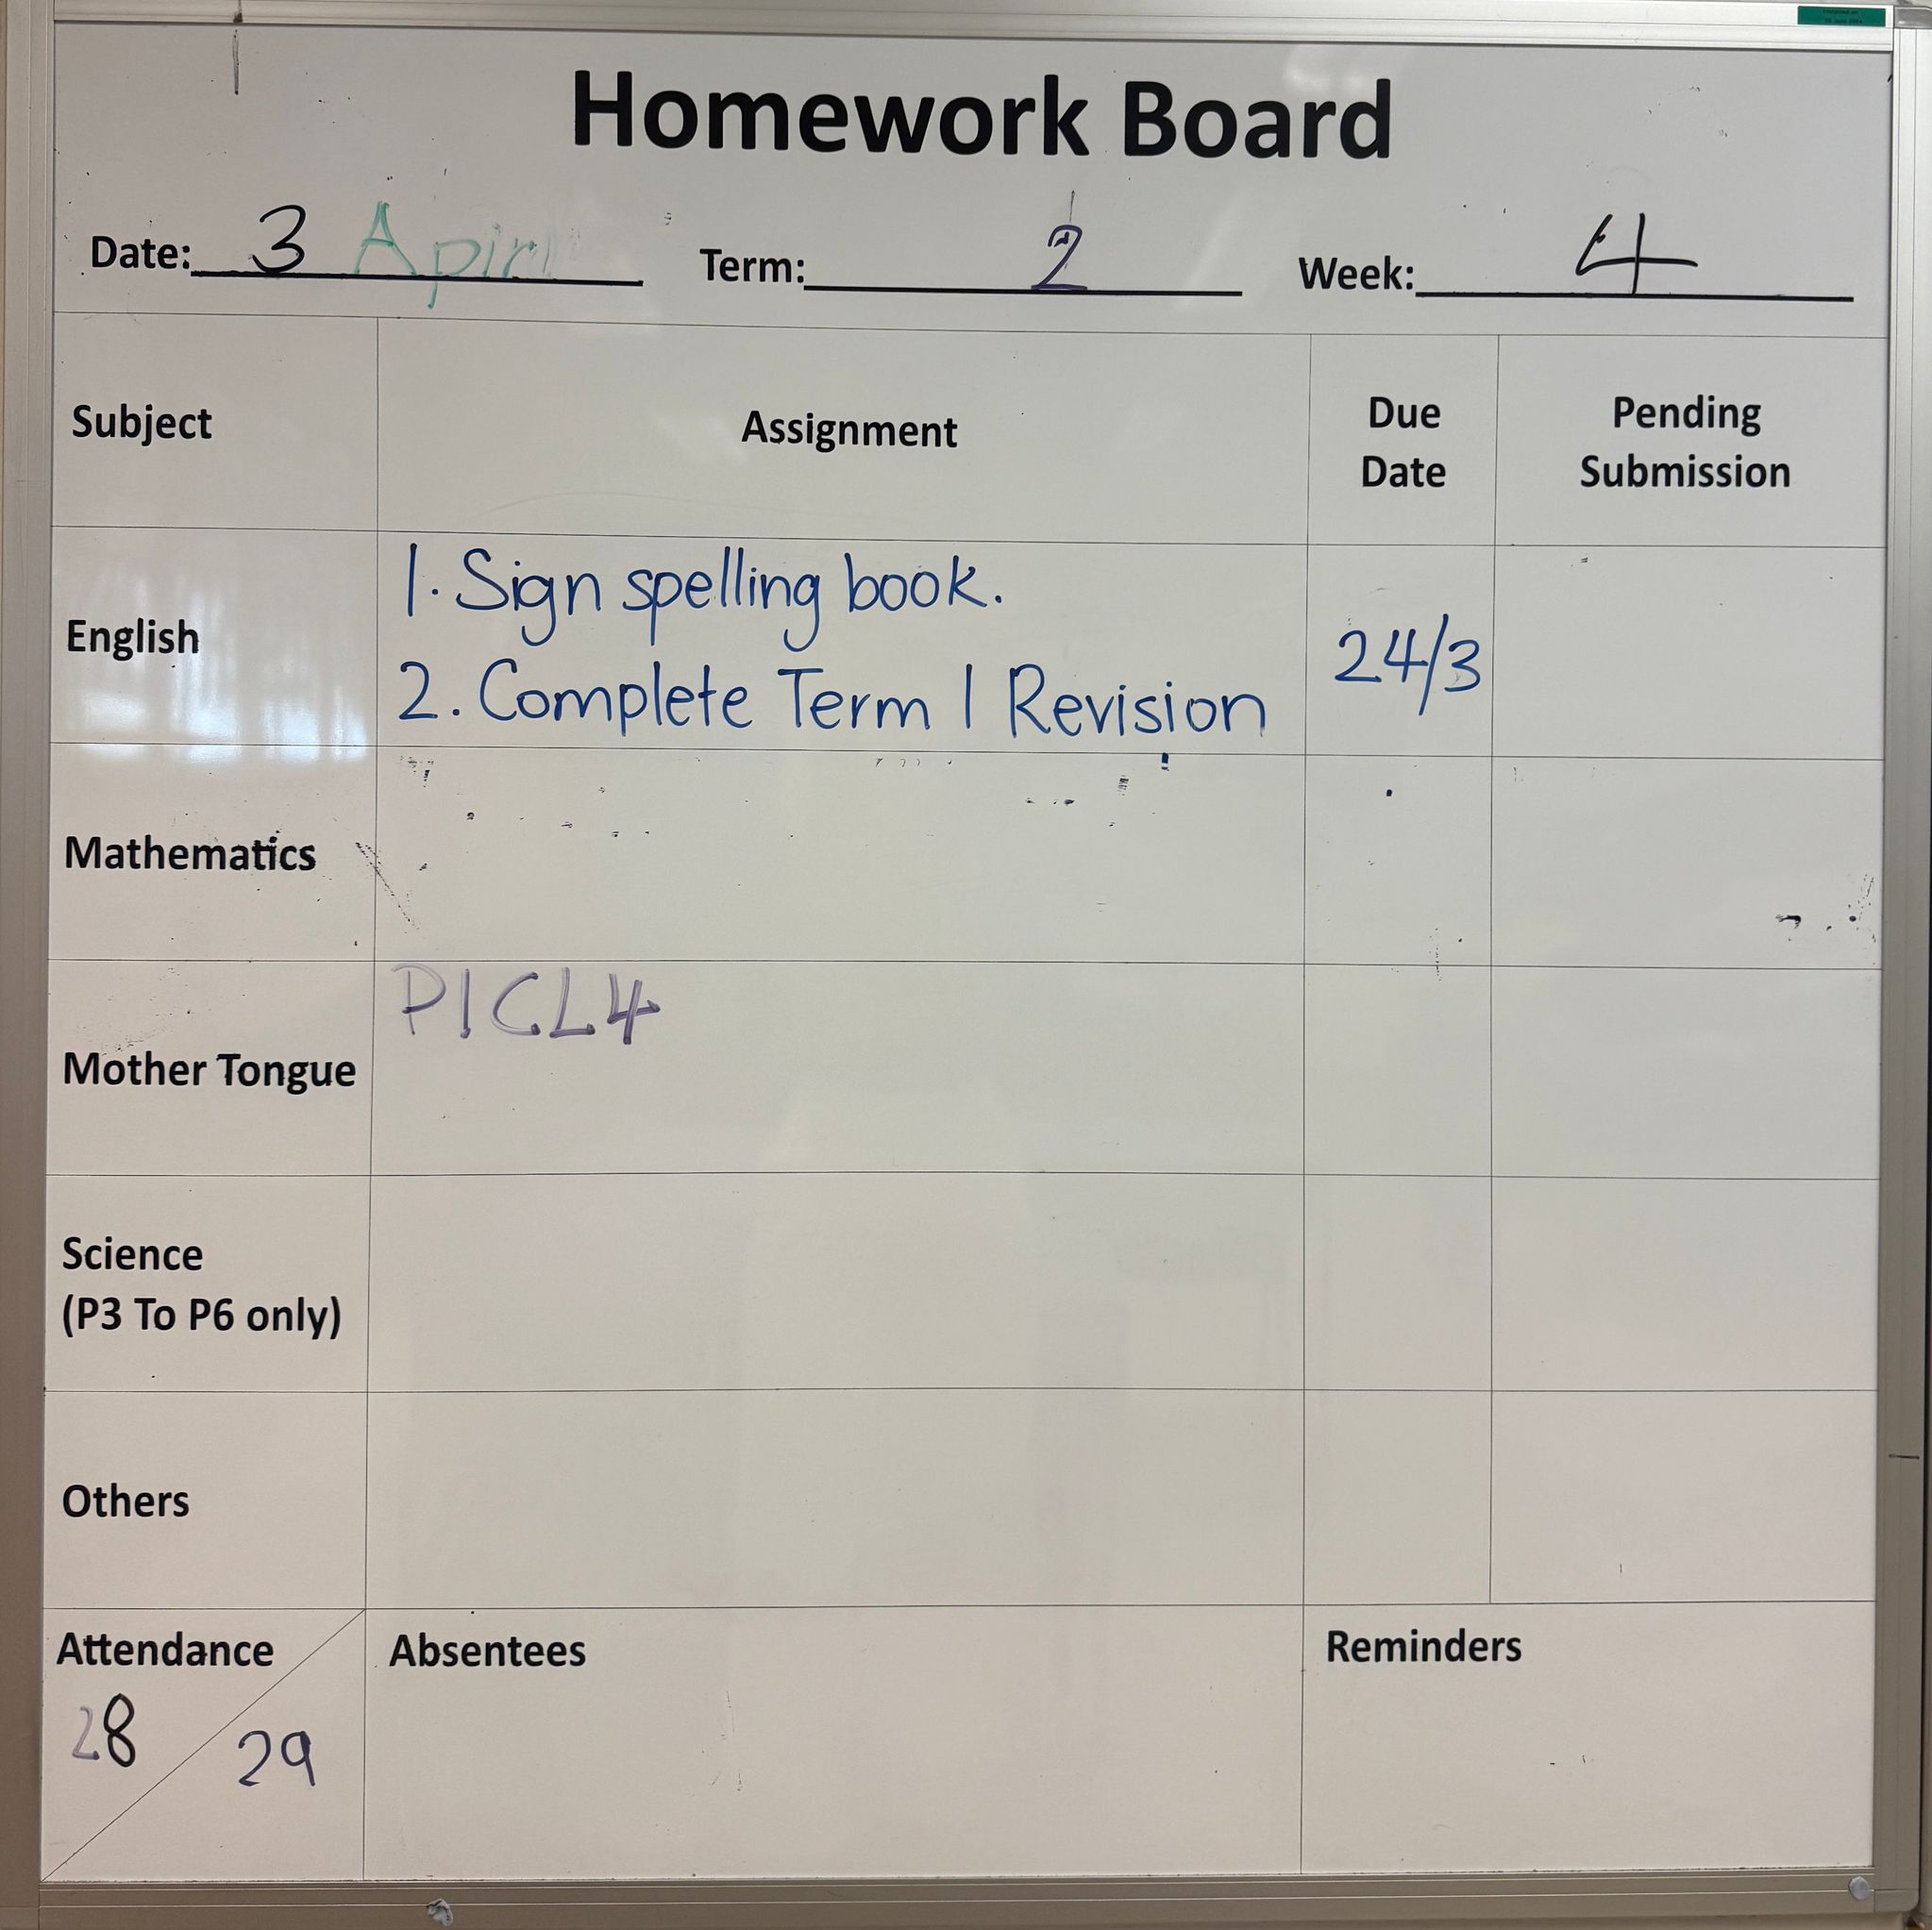 Homework Board
Date: 3 Apirl Term: 2 Week: 4
Subject Assignment Due Date Pending Submission
English
1. Sign spelling book.
2. Complete Term 1 Revision
24/3
Mathematics
Mother Tongue
P1CL4
Science
(P3 To P6 only)
Others
Attendance
28 / 29
Absentees
Reminders